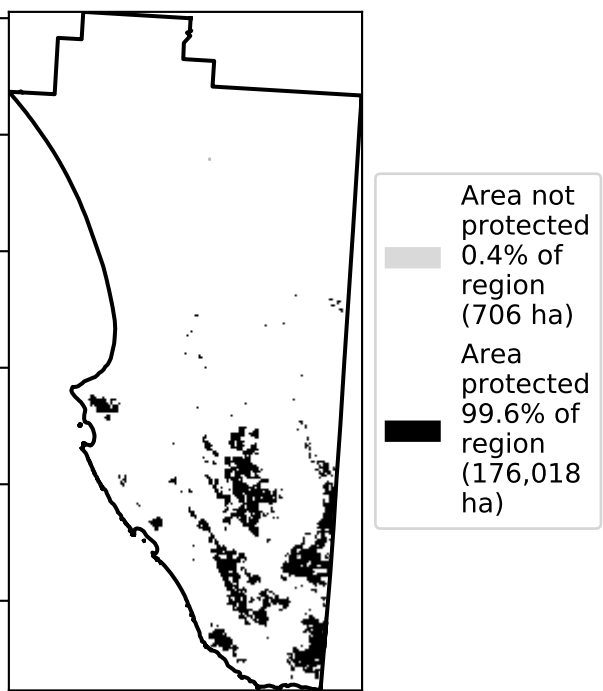 Area not
protected
0.4% of
region
(706 ha)
Area
protected
99.6% of
region
(176,018
ha)